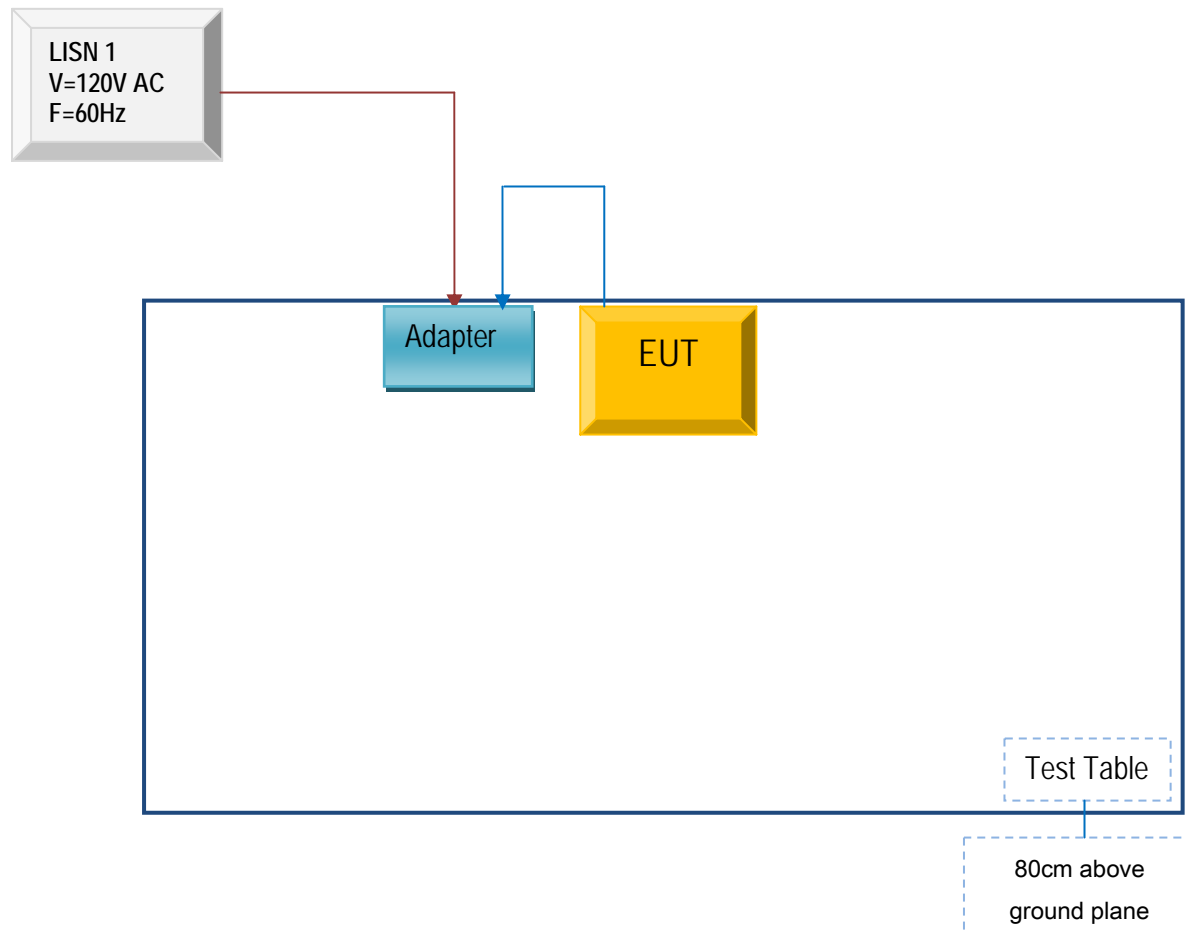 LISN 1
V=120V AC
F=60Hz
Adapter
EUT
Test Table
80cm above
ground plane